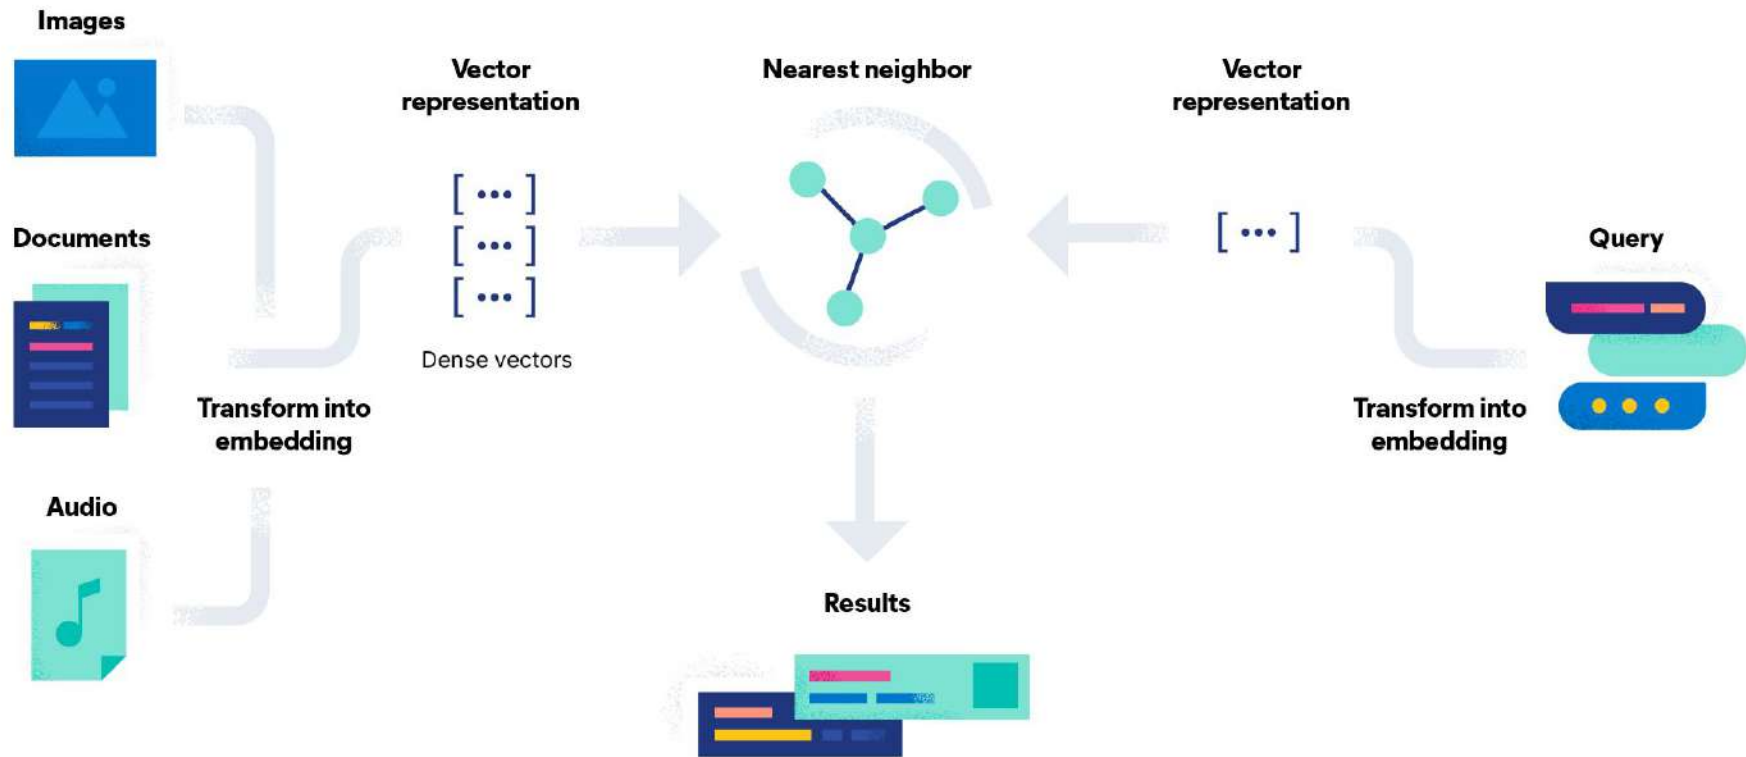 Images
Documents
Audio
Transform into
embedding
Vector
representation
[ ••• ]
[ ••• ]
[ ••• ]
Dense vectors
Nearest neighbor
Results
Vector
representation
[ ••• ]
Transform into
embedding
Query